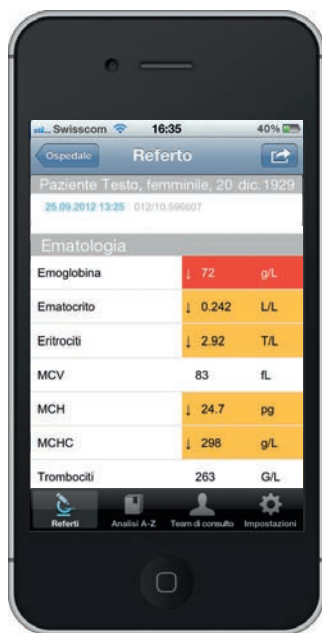 Swisscom 16:35 40%
Ospedale Referto
Paziente Testo, femminile, 20 dic. 1929
25.09.2012 13:25 012/10.596607
Ematologia
Emoglobina ↓ 72 g/L
Ematocrito ↓ 0.242 L/L
Eritrociti ↓ 2.92 T/L
MCV 83 fL
MCH ↓ 24.7 pg
MCHC ↓ 298 g/L
Trombociti 263 G/L
Referti Analisi A-Z Team di consulto Impostazioni